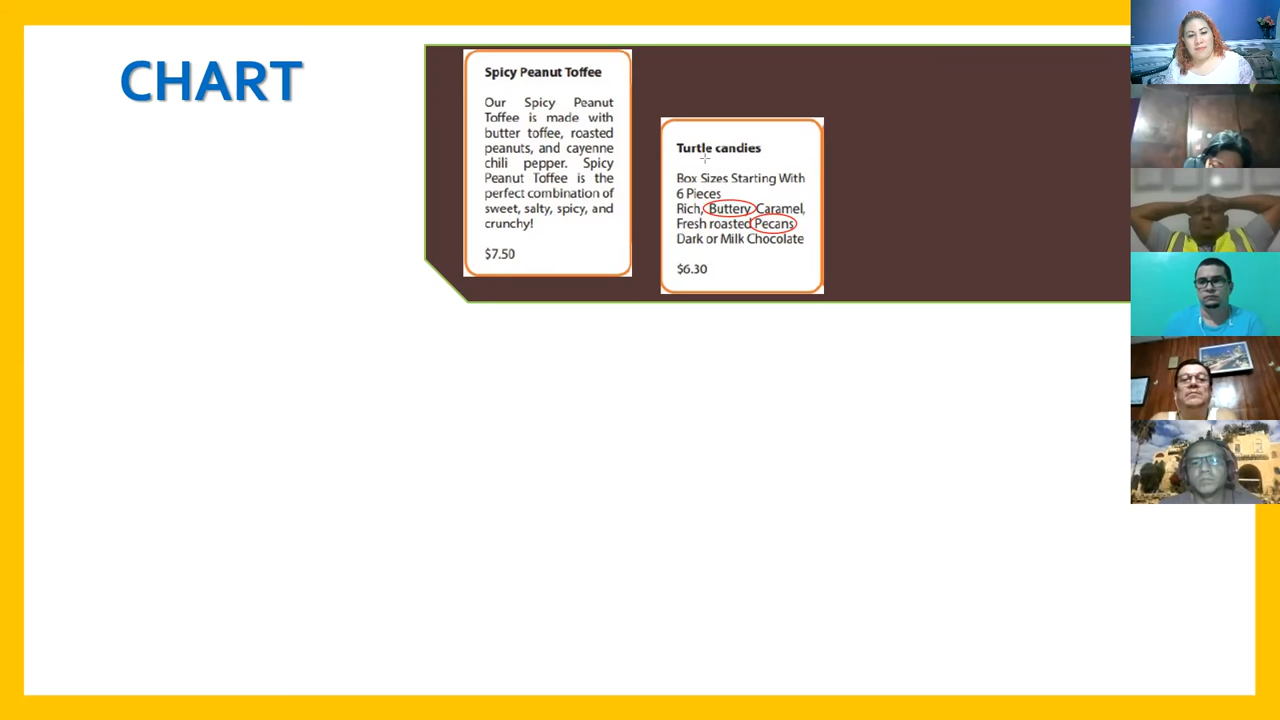 CHART
Spicy Peanut Toffee
Our Spicy Peanut
Toffee is made with
butter toffee, roasted
peanuts, and cayenne
chili pepper. Spicy
Peanut Toffee is the
perfect combination of
sweet, salty, spicy, and
crunchy!
$7.50
Turtle candies
Box Sizes Starting With
6 Pieces
Rich, Buttery Caramel,
Fresh roasted Pecans
Dark or Milk Chocolate
$6.30